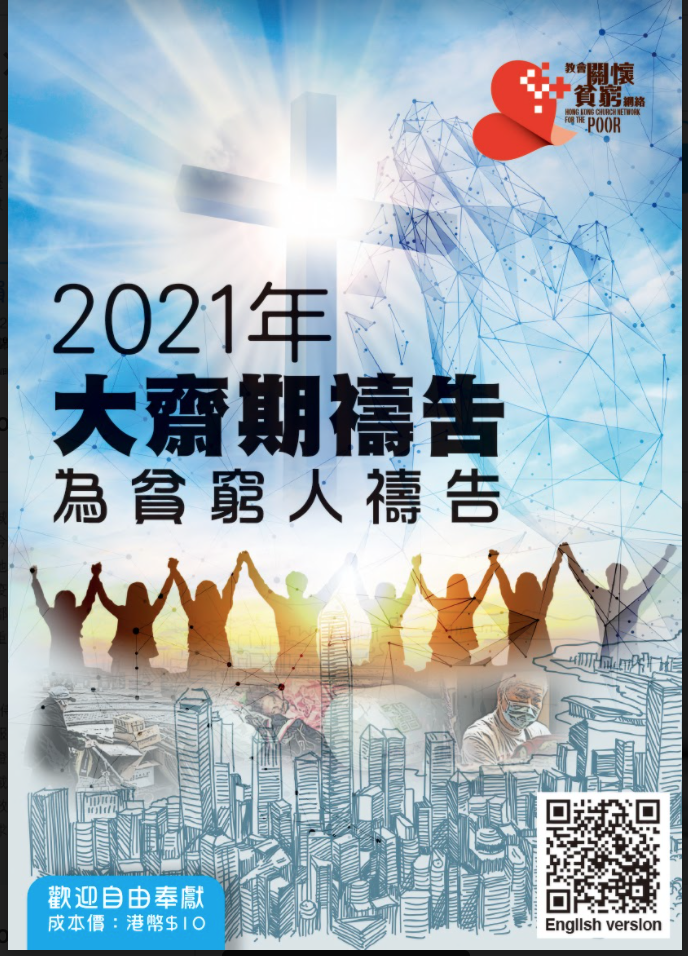 教會關懷
貧窮網絡
HONG KONG CHURCH NETWORK
FOR THE POOR
2021年
大齋期禱告
為貧窮人禱告
歡迎自由奉獻
成本價：港幣$10
English version